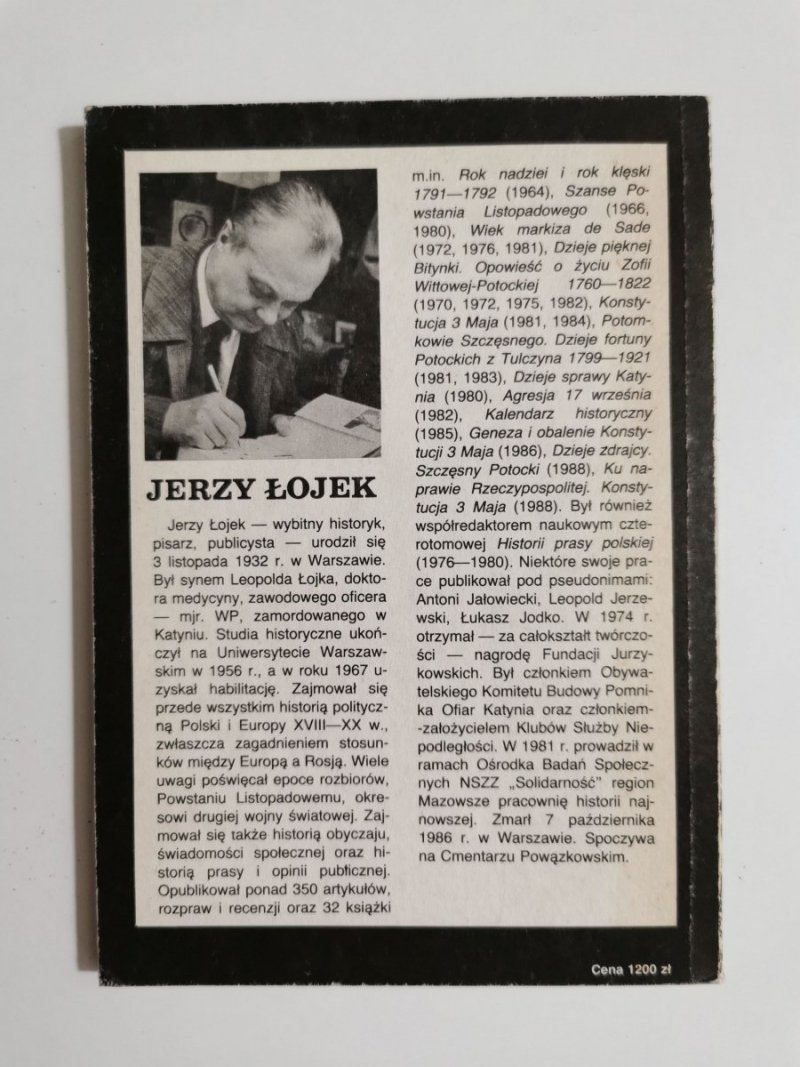 JERZY ŁOJEK
Jerzy Łojek — wybitny historyk,
pisarz, publicysta — urodził się
3 listopada 1932 r. w Warszawie.
Był synem Leopolda Łojka, dokto-
ra medycyny, zawodowego oficera
— mjr. WP, zamordowanego w
Katyniu. Studia historyczne ukoń-
czył na Uniwersytecie Warszaw-
skim w 1956 r., a w roku 1967 u-
zyskał habilitację. Zajmował się
przede wszystkim historią politycz-
ną Polski i Europy XVIII—XX w.,
zwłaszcza zagadnieniem stosun-
ków między Europą a Rosją. Wiele
uwagi poświęcał epoce rozbiorów,
Powstaniu Listopadowemu, okre-
sowi drugiej wojny światowej. Zaj-
mował się także historią obyczaju,
świadomości społecznej oraz hi-
storią prasy i opinii publicznej.
Opublikował ponad 350 artykułów,
rozpraw i recenzji oraz 32 książki
m.in. Rok nadziei i rok klęski
1791—1792 (1964), Szanse Po-
wstania Listopadowego (1966,
1980), Wiek markiza de Sade
(1972, 1976, 1981), Dzieje pięknej
Bitynki. Opowieść o życiu Zofii
Wittowej-Potockiej 1760—1822
(1970, 1972, 1975, 1982), Konsty-
tucja 3 Maja (1981, 1984), Potom-
kowie Szczęsnego. Dzieje fortuny
Potockich z Tulczyna 1799—1921
(1981, 1983), Dzieje sprawy Katy-
nia (1980), Agresja 17 września
(1982), Kalendarz historyczny
(1985), Geneza i obalenie Konsty-
tucji 3 Maja (1986), Dzieje zdrajcy.
Szczęsny Potocki (1988), Ku na-
prawie Rzeczypospolitej. Konsty-
tucja 3 Maja (1988). Był również
współredaktorem naukowym czte-
rotomowej Historii prasy polskiej
(1976—1980). Niektóre swoje pra-
ce publikował pod pseudonimami:
Antoni Jałowiecki, Leopold Jerze-
wski, Łukasz Jodko. W 1974 r.
otrzymał — za całokształt twórczo-
ści — nagrodę Fundacji Jurzy-
kowskich. Był członkiem Obywa-
telskiego Komitetu Budowy Pomni-
ka Ofiar Katynia oraz członkiem-
-założycielem Klubów Służby Nie-
podległości. W 1981 r. prowadził w
ramach Ośrodka Badań Społecz-
nych NSZZ „Solidarność” region
Mazowsze pracownię historii naj-
nowszej. Zmarł 7 października
1986 r. w Warszawie. Spoczywa
na Cmentarzu Powązkowskim.
Cena 1200 zł